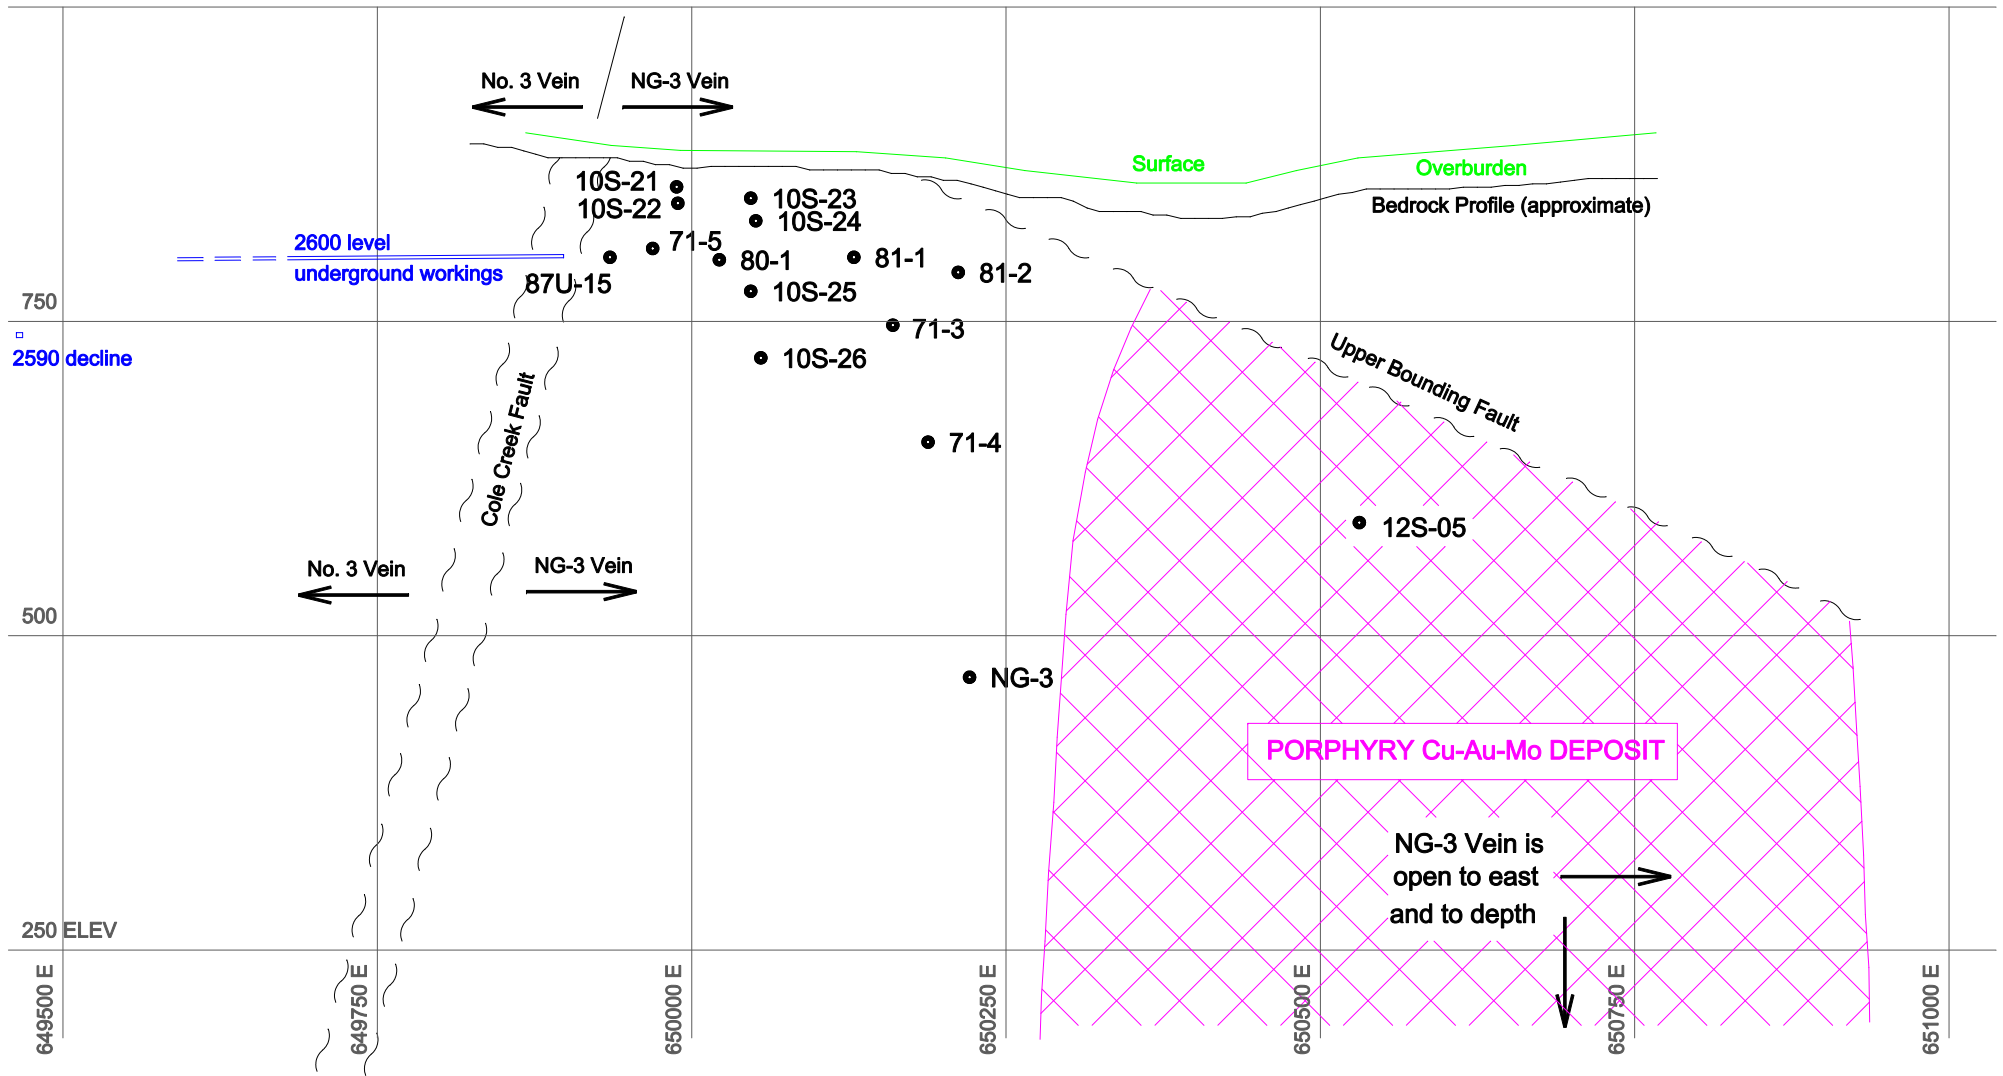 No. 3 Vein
NG-3 Vein
Surface
Overburden
Bedrock Profile (approximate)
10S-21
10S-22
10S-23
10S-24
71-5
80-1
81-1
81-2
87U-15
10S-25
71-3
10S-26
71-4
2600 level
underground workings
750
2590 decline
Upper Bounding Fault
Cole Creek Fault
12S-05
No. 3 Vein
NG-3 Vein
500
NG-3
PORPHYRY Cu-Au-Mo DEPOSIT
NG-3 Vein is
open to east
and to depth
250 ELEV
649500 E
649750 E
650000 E
650250 E
650500 E
650750 E
651000 E